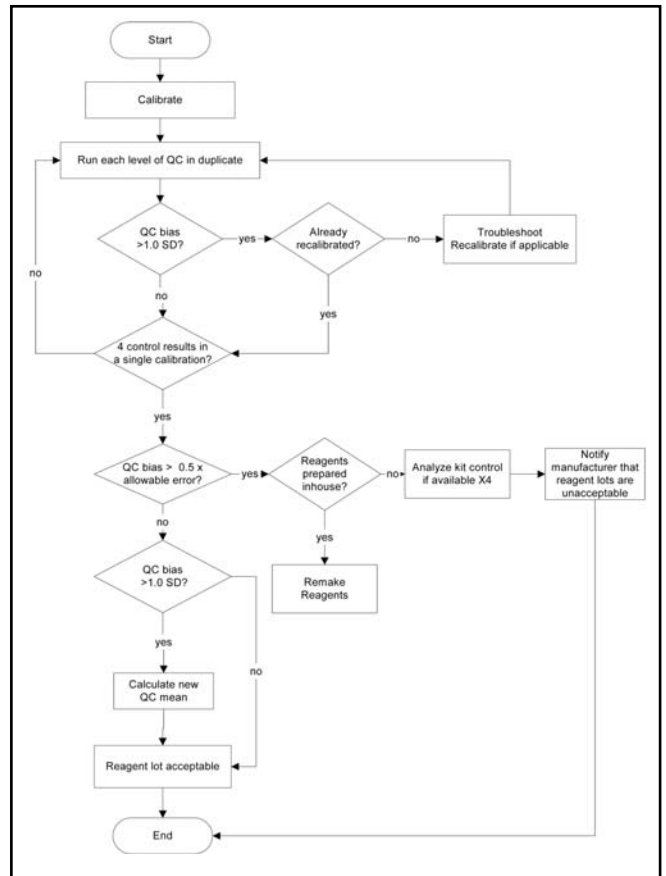 Start
Calibrate
Run each level of QC in duplicate
QC bias
>1.0 SD?
yes
Already
recalibrated?
no
Troubleshoot
Recalibrate if applicable
no
no
yes
4 control results in
a single calibration?
yes
QC bias > 0.5 x
allowable error?
yes
Reagents
prepared
inhouse?
no
Analyze kit control
if available X4
Notify
manufacturer that
reagent lots are
unacceptable
no
yes
QC bias
>1.0 SD?
Remake
Reagents
yes
no
Calculate new
QC mean
Reagent lot acceptable
End